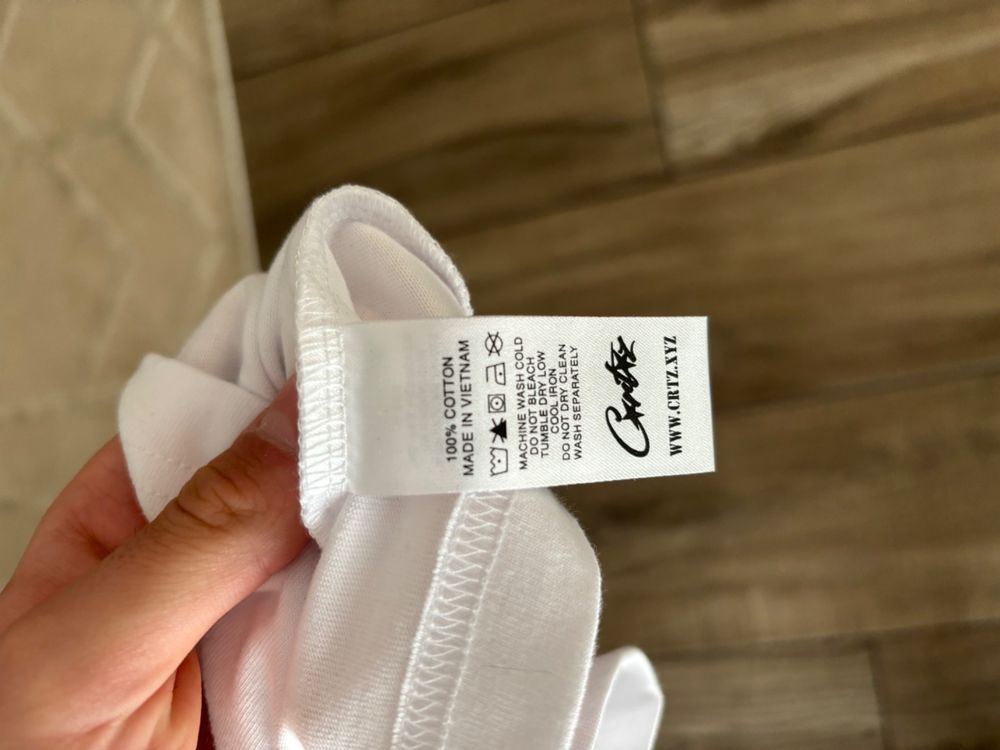 100% COTTON
MADE IN VIETNAM
MACHINE WASH COLD
DO NOT BLEACH
TUMBLE DRY LOW
COOL IRON
DO NOT DRY CLEAN
WASH SEPARATELY
Crtz
WWW.CRTZ.XYZ